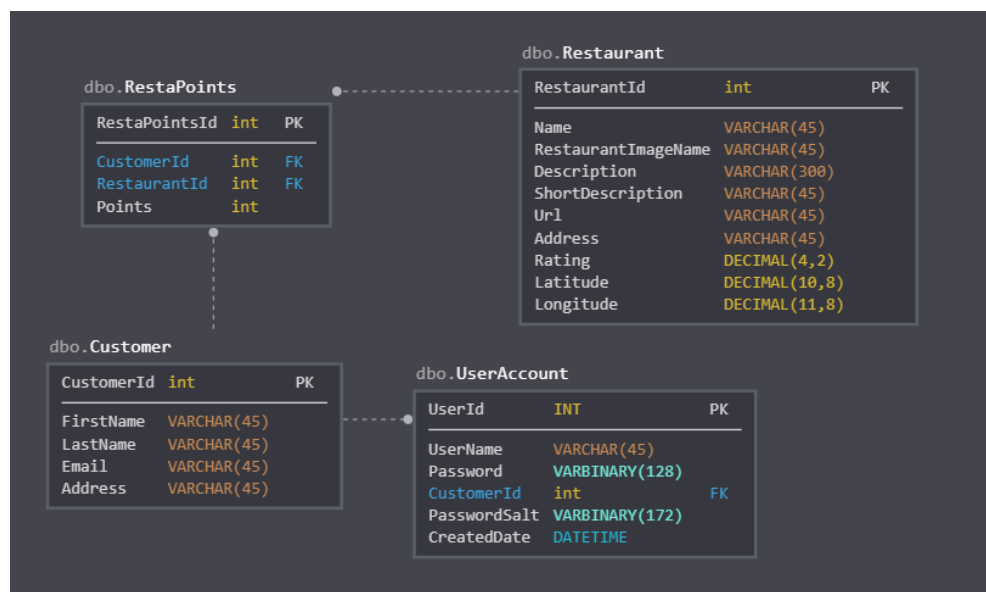 dbo.Restaurant
RestaurantId int PK
Name VARCHAR(45)
RestaurantImageName VARCHAR(45)
Description VARCHAR(300)
ShortDescription VARCHAR(45)
Url VARCHAR(45)
Address VARCHAR(45)
Rating DECIMAL(4,2)
Latitude DECIMAL(10,8)
Longitude DECIMAL(11,8)
dbo.RestaPoints
RestaPointsId int PK
CustomerId int FK
RestaurantId int FK
Points int
dbo.Customer
CustomerId int PK
FirstName VARCHAR(45)
LastName VARCHAR(45)
Email VARCHAR(45)
Address VARCHAR(45)
dbo.UserAccount
UserId INT PK
UserName VARCHAR(45)
Password VARBINARY(128)
CustomerId int FK
PasswordSalt VARBINARY(172)
CreatedDate DATETIME